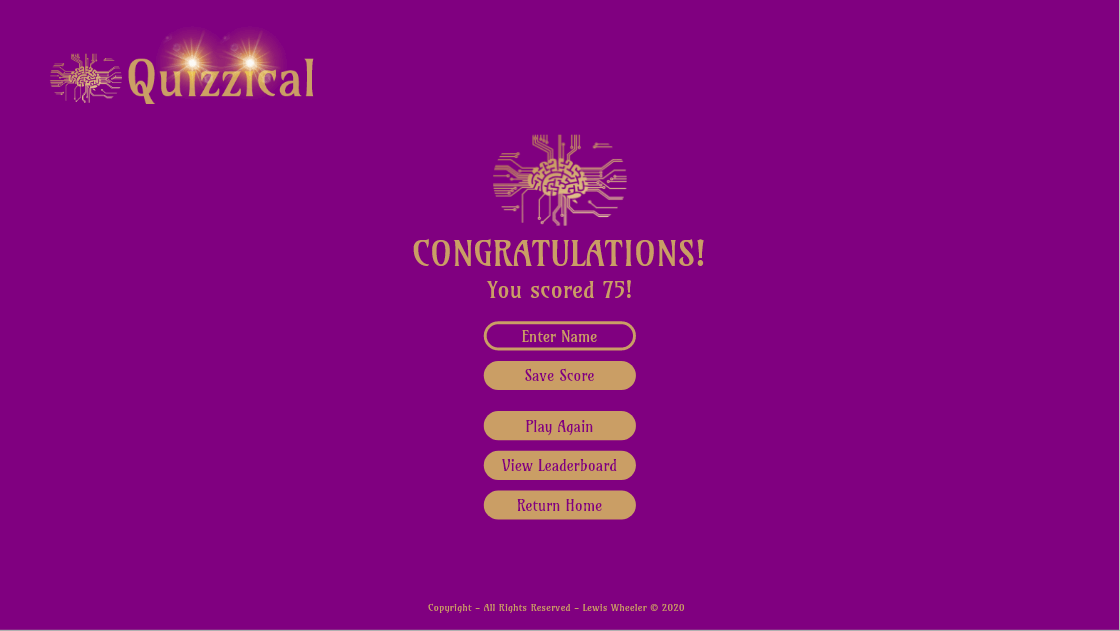 Quizzical
CONGRATULATIONS!
You scored 75!
Enter Name
Save Score
Play Again
View Leaderboard
Return Home
Copyright - All Rights Reserved - Lewis Wheeler © 2020